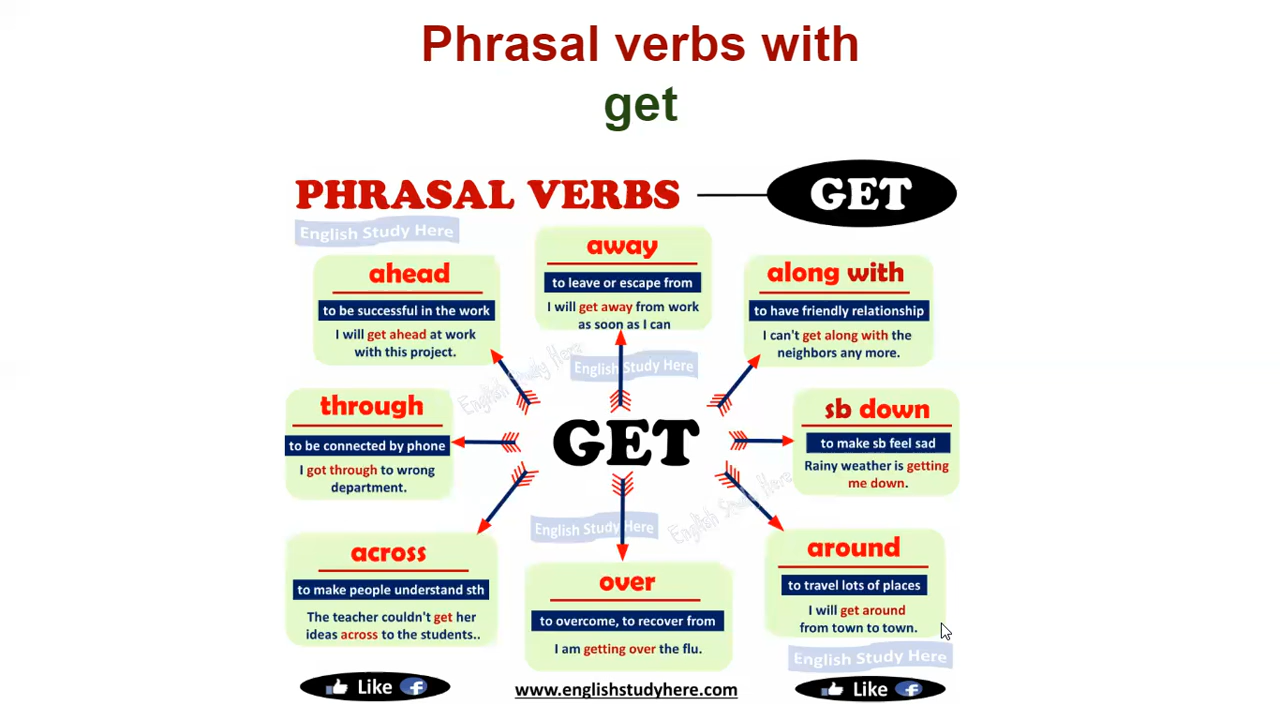 Phrasal verbs with
get
PHRASAL VERBS
GET
English Study Here
away
to leave or escape from
I will get away from work
as soon as I can
ahead
to be successful in the work
I will get ahead at work
with this project.
along with
to have friendly relationship
I can't get along with the
neighbors any more.
English Study Here
English Study Here
through
to be connected by phone
I got through to wrong
department.
GET
sb down
to make sb feel sad
Rainy weather is getting
me down.
English Study Here
English Study Here
across
to make people understand sth
The teacher couldn't get her
ideas across to the students..
over
to overcome, to recover from
I am getting over the flu.
around
to travel lots of places
I will get around
from town to town.
English Study Here
Like f
www.englishstudyhere.com
Like f